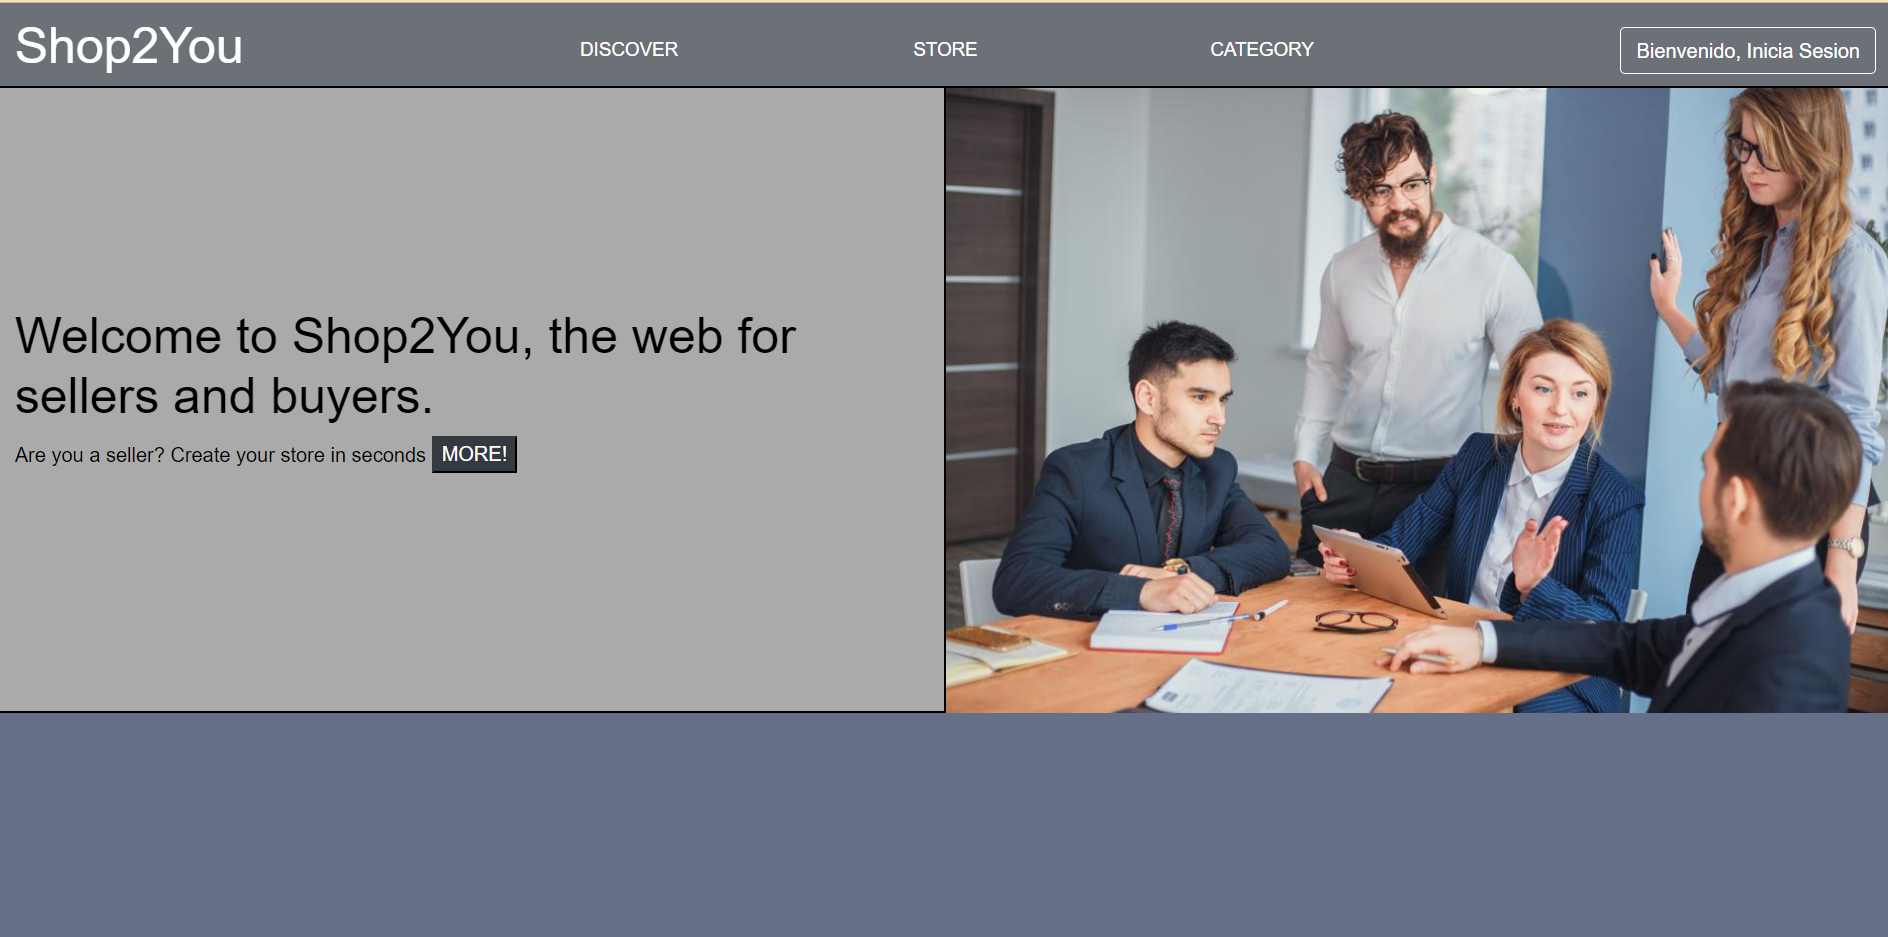 Shop2You
DISCOVER
STORE
CATEGORY
Bienvenido, Inicia Sesion
Welcome to Shop2You, the web for
sellers and buyers.
Are you a seller? Create your store in seconds MORE!